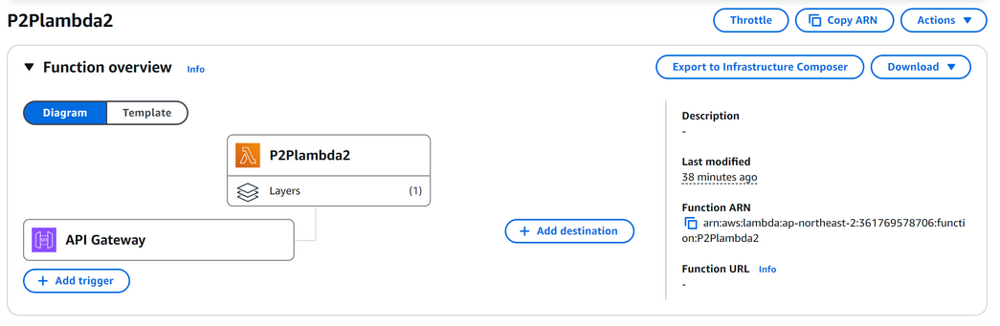 P2Plambda2
Throttle
Copy ARN
Actions
Function overview
Info
Export to Infrastructure Composer
Download
Diagram
Template
P2Plambda2
Layers
(1)
API Gateway
Add trigger
Add destination
Description
-
Last modified
38 minutes ago
Function ARN
arn:aws:lambda:ap-northeast-2:361769578706:functi
on:P2Plambda2
Function URL
Info
-